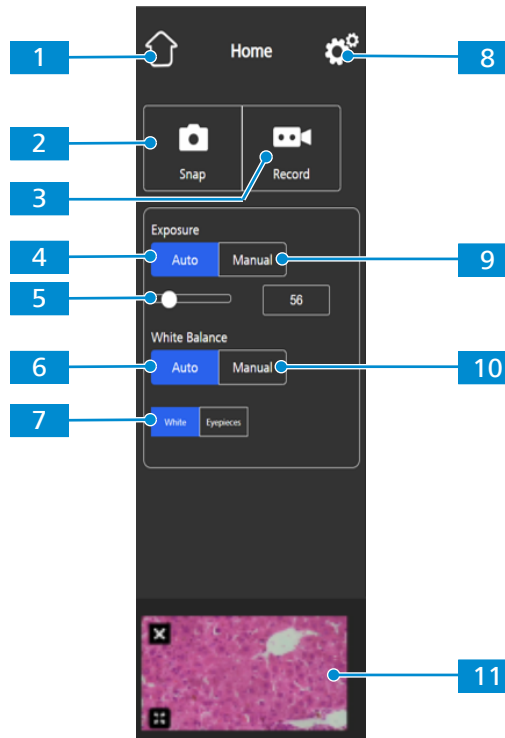 1
Home
8
2
Snap
Record
3
Exposure
4
Auto
Manual
9
5
56
White Balance
6
Auto
Manual
10
7
White
Eyepieces
11